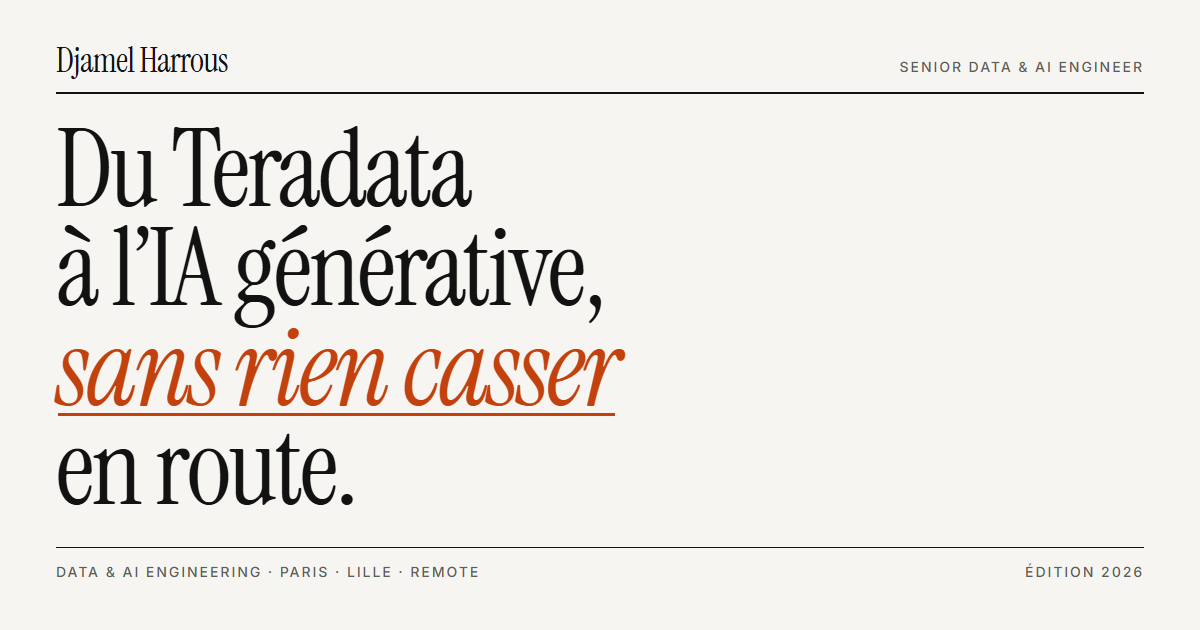 Djamel Harrous
SENIOR DATA & AI ENGINEER
Du Teradata
à l’IA générative,
sans rien casser
en route.
DATA & AI ENGINEERING · PARIS · LILLE · REMOTE
ÉDITION 2026